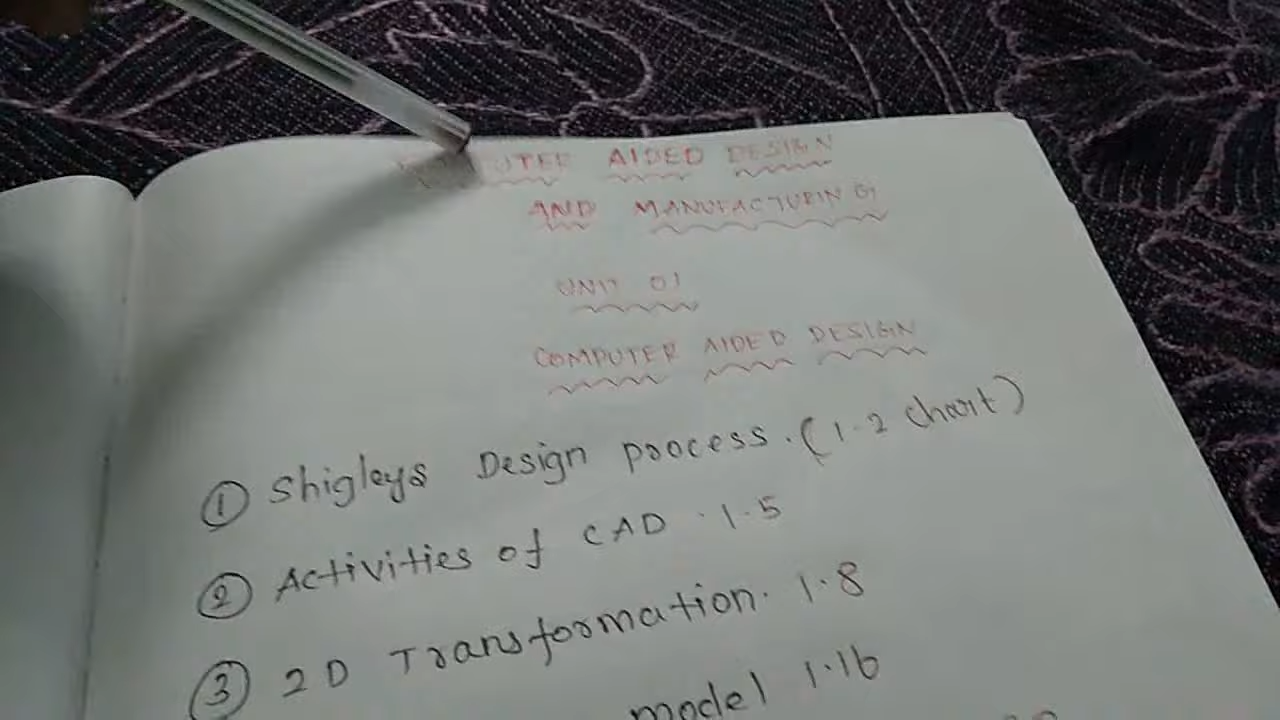 COMPUTER AIDED DESIGN
AND MANUFACTURING
UNIT 01
COMPUTER AIDED DESIGN
① Shigleys Design process. (1.2 chart)
② Activities of CAD . 1.5
③ 2D Transformation. 1.8
model 1.16